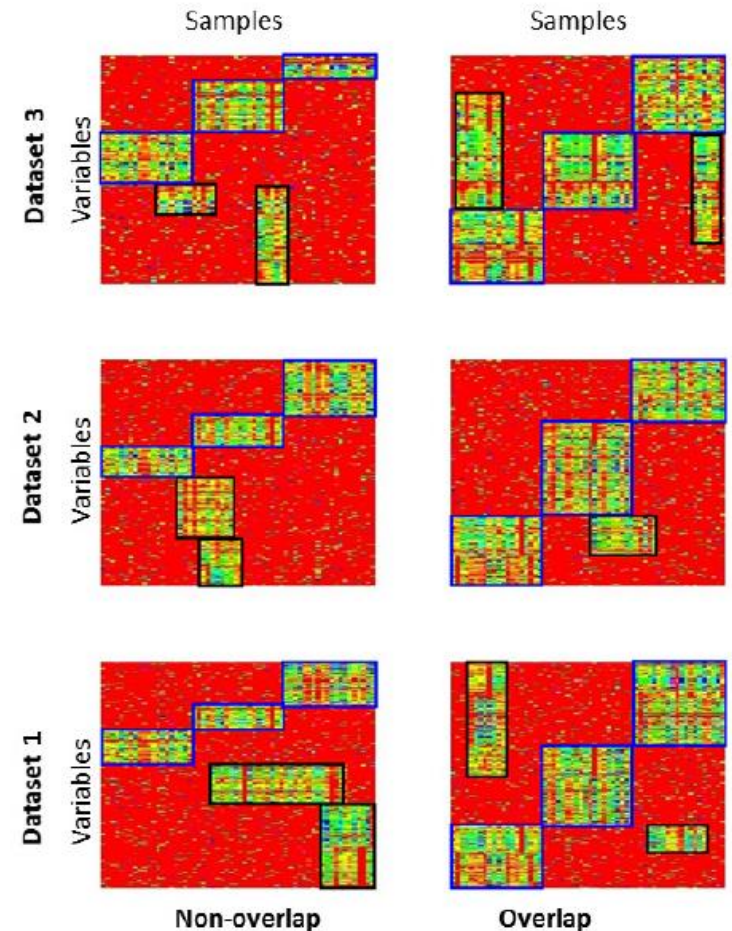 Samples
Samples
Dataset 3
Variables
Dataset 2
Variables
Dataset 1
Variables
Non-overlap
Overlap